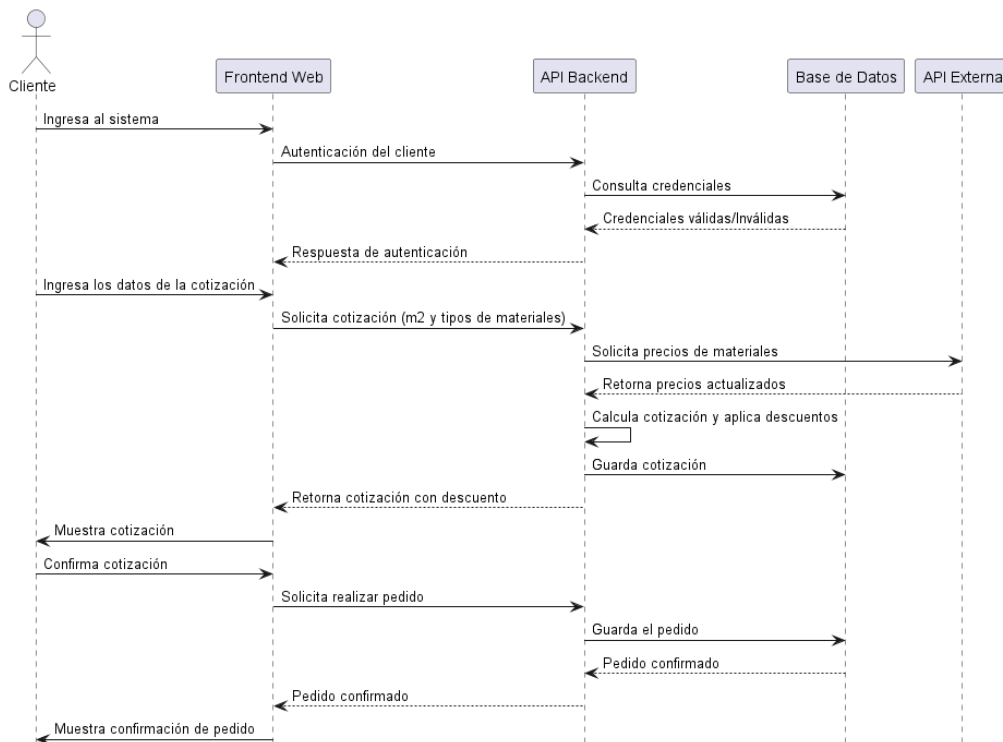 Cliente
Frontend Web
API Backend
Base de Datos
API Externa
Ingresa al sistema
Autenticación del cliente
Consulta credenciales
Credenciales válidas/Inválidas
Respuesta de autenticación
Ingresa los datos de la cotización
Solicita cotización (m2 y tipos de materiales)
Solicita precios de materiales
Retorna precios actualizados
Calcula cotización y aplica descuentos
Guarda cotización
Retorna cotización con descuento
Muestra cotización
Confirma cotización
Solicita realizar pedido
Guarda el pedido
Pedido confirmado
Pedido confirmado
Muestra confirmación de pedido